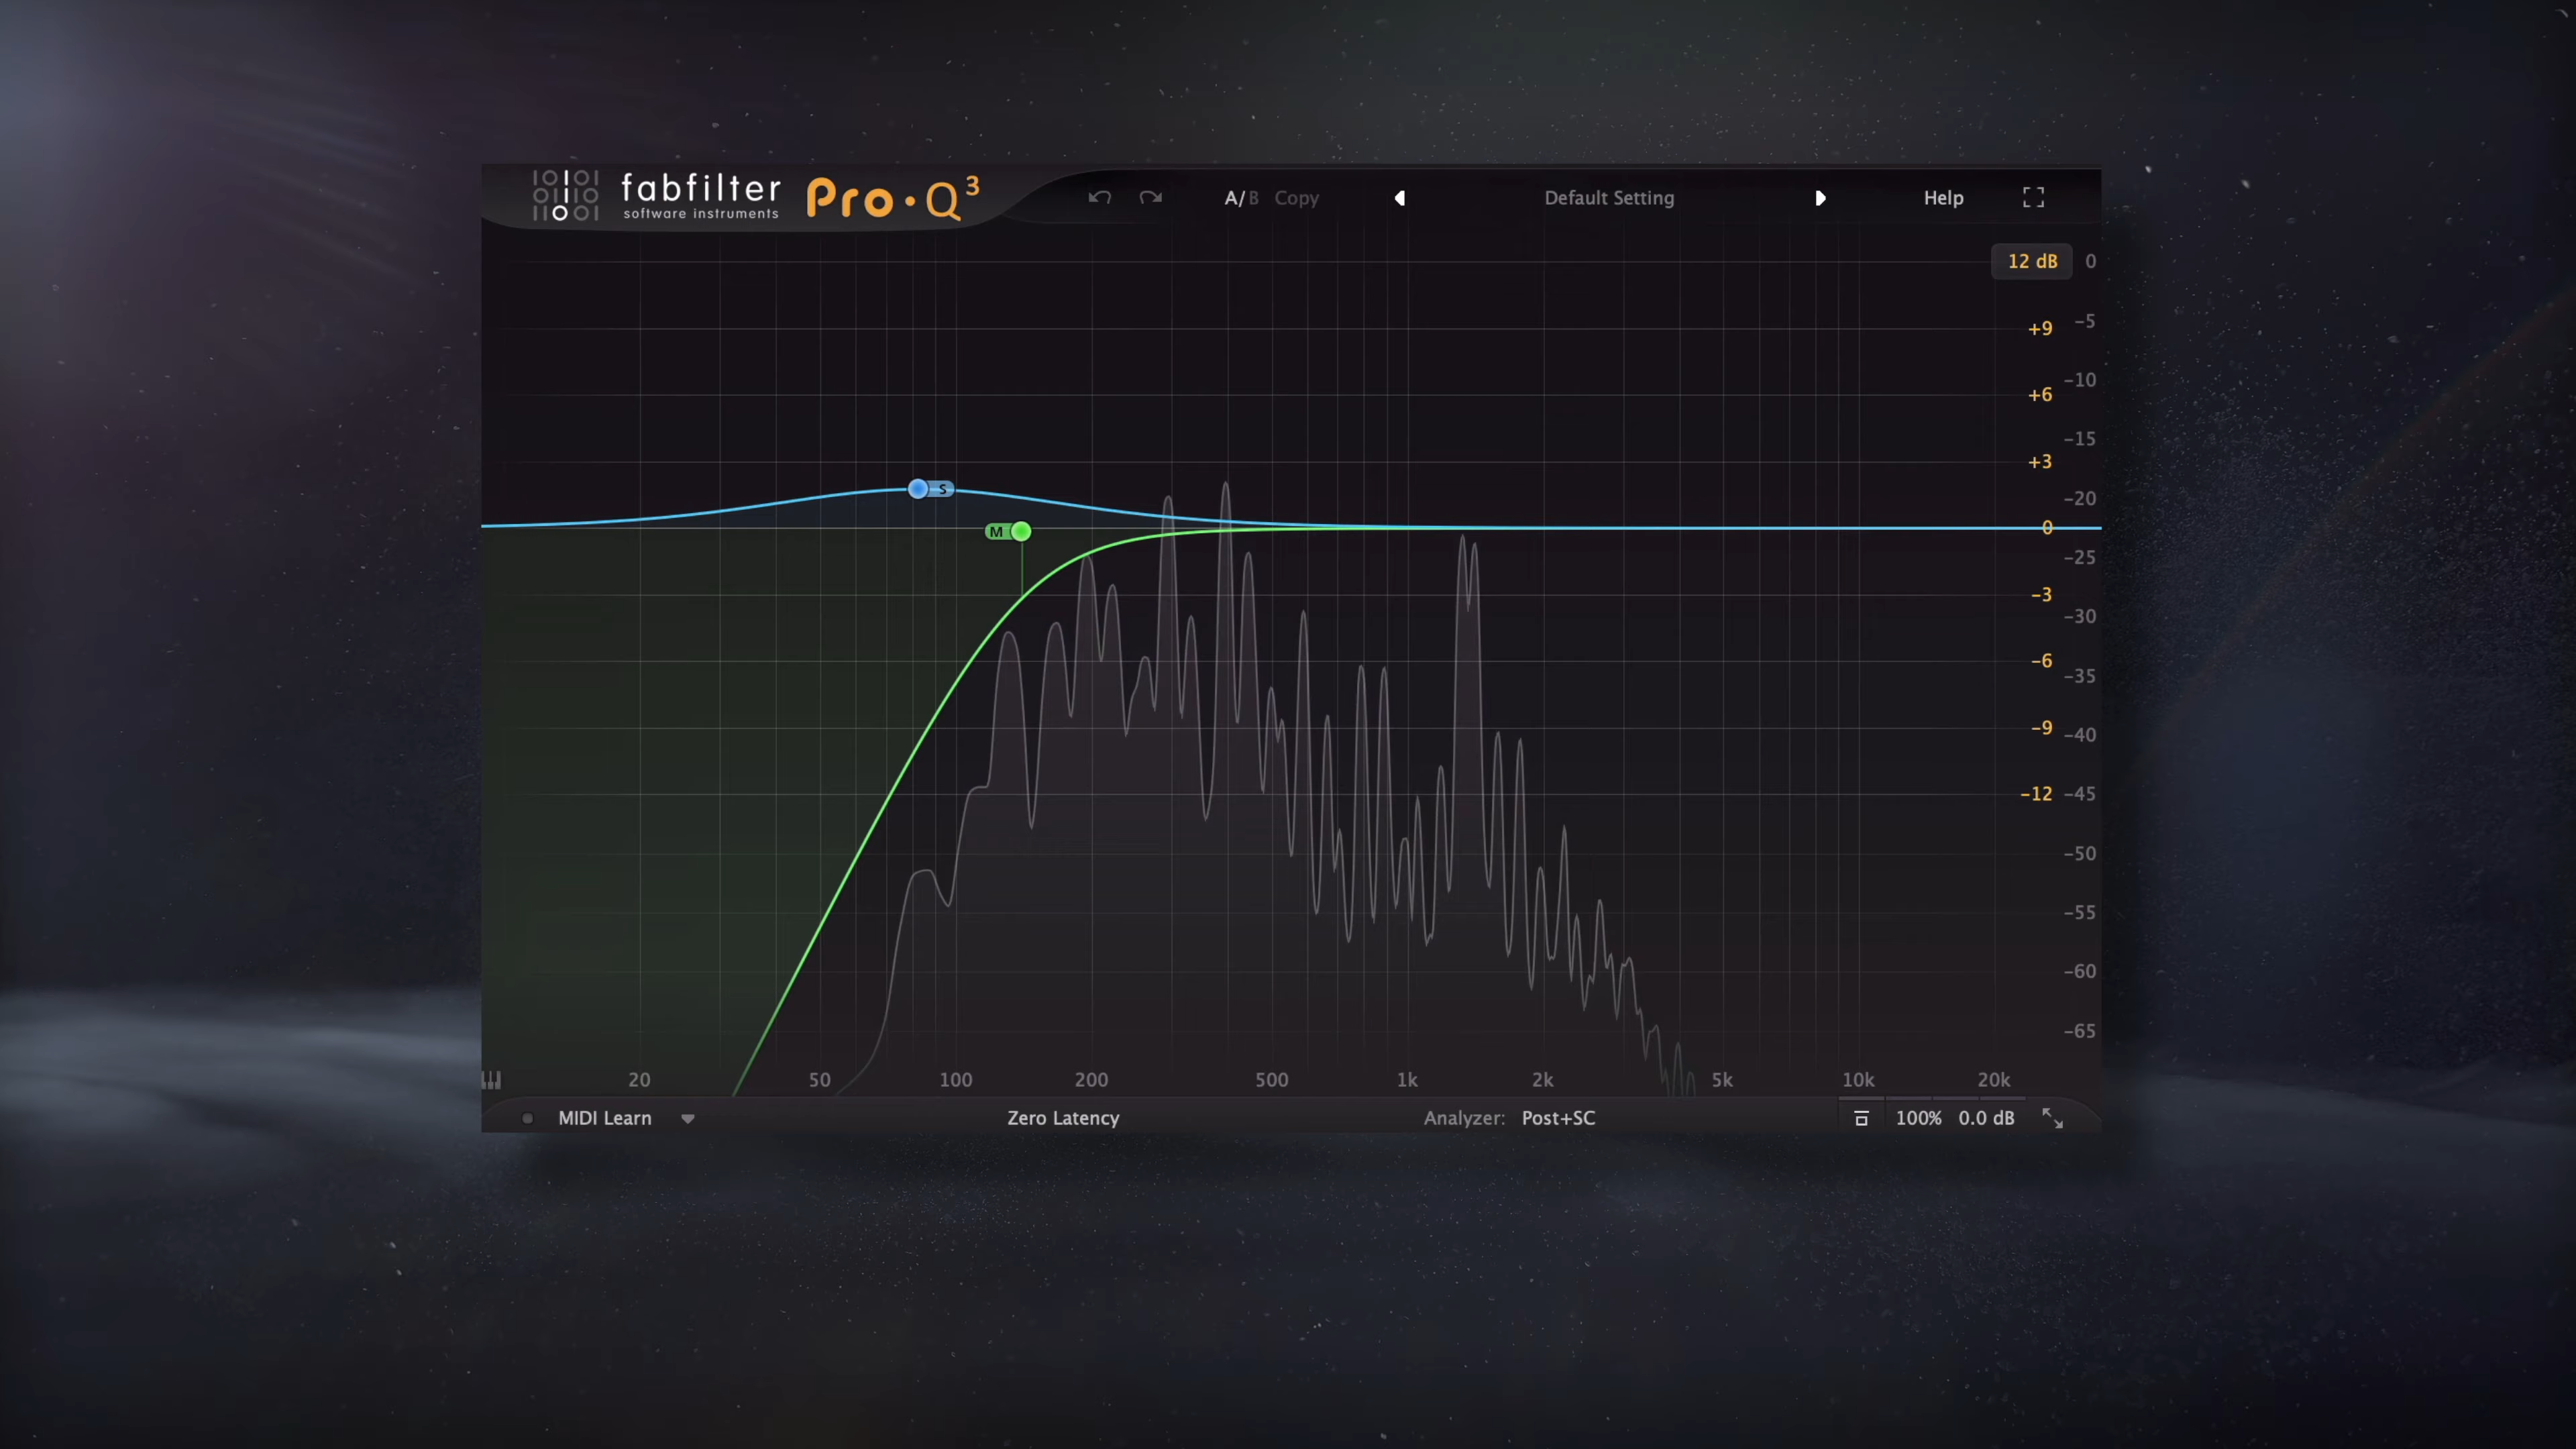 fabfilter
software instruments
Pro·Q3
A/B Copy
Default Setting
Help
12 dB 0
+9 -5
+6 -10
-15
+3
-20
0
-25
-3
-30
-6
-35
-9 -40
-12 -45
-50
-55
-60
-65
S
M
20 50 100 200 500 1k 2k 5k 10k 20k
MIDI Learn
Zero Latency
Analyzer: Post+SC
100% 0.0 dB